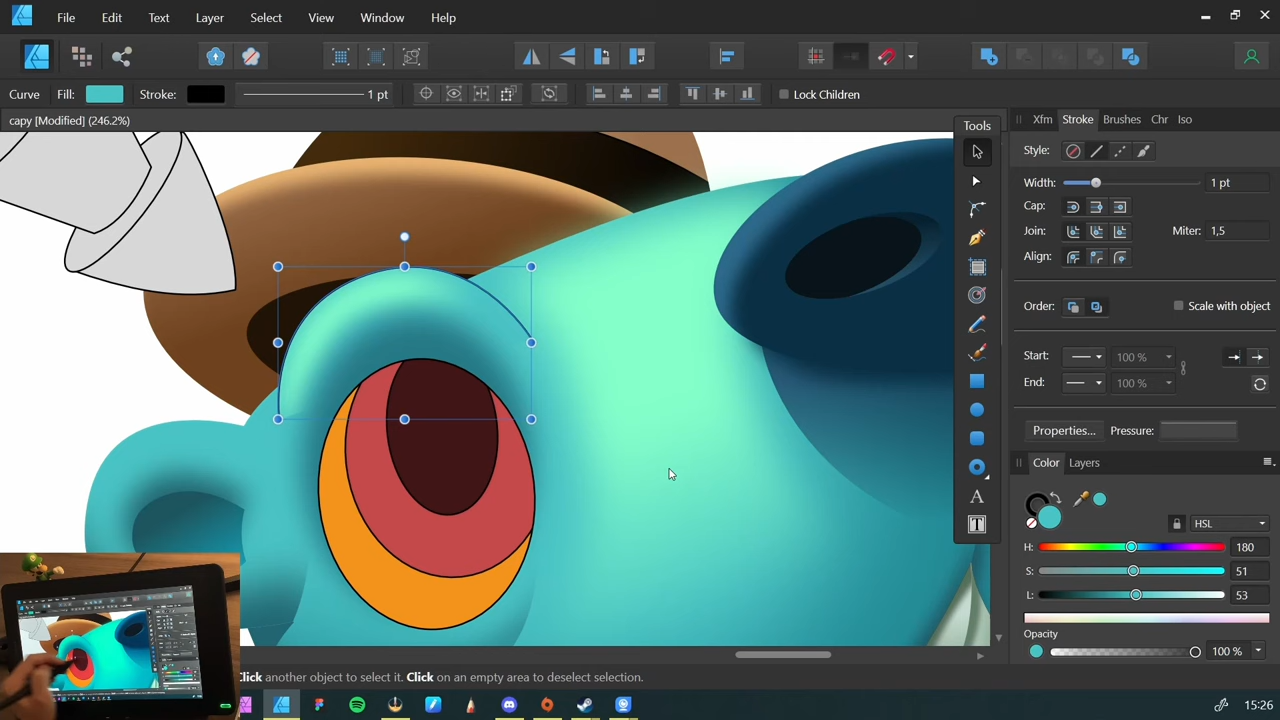 File Edit Text Layer Select View Window Help
Curve Fill: Stroke: 1 pt Lock Children
capy [Modified] (246.2%)
Tools
Xfm Stroke Brushes Chr Iso
Style:
Width: 1 pt
Cap:
Join: Miter: 1,5
Align:
Order: Scale with object
Start: 100 %
End: 100 %
Properties... Pressure:
Color Layers
HSL
H: 180
S: 51
L: 53
Opacity
100 %
A
T
Click another object to select it. Click on an empty area to deselect selection.
15:26